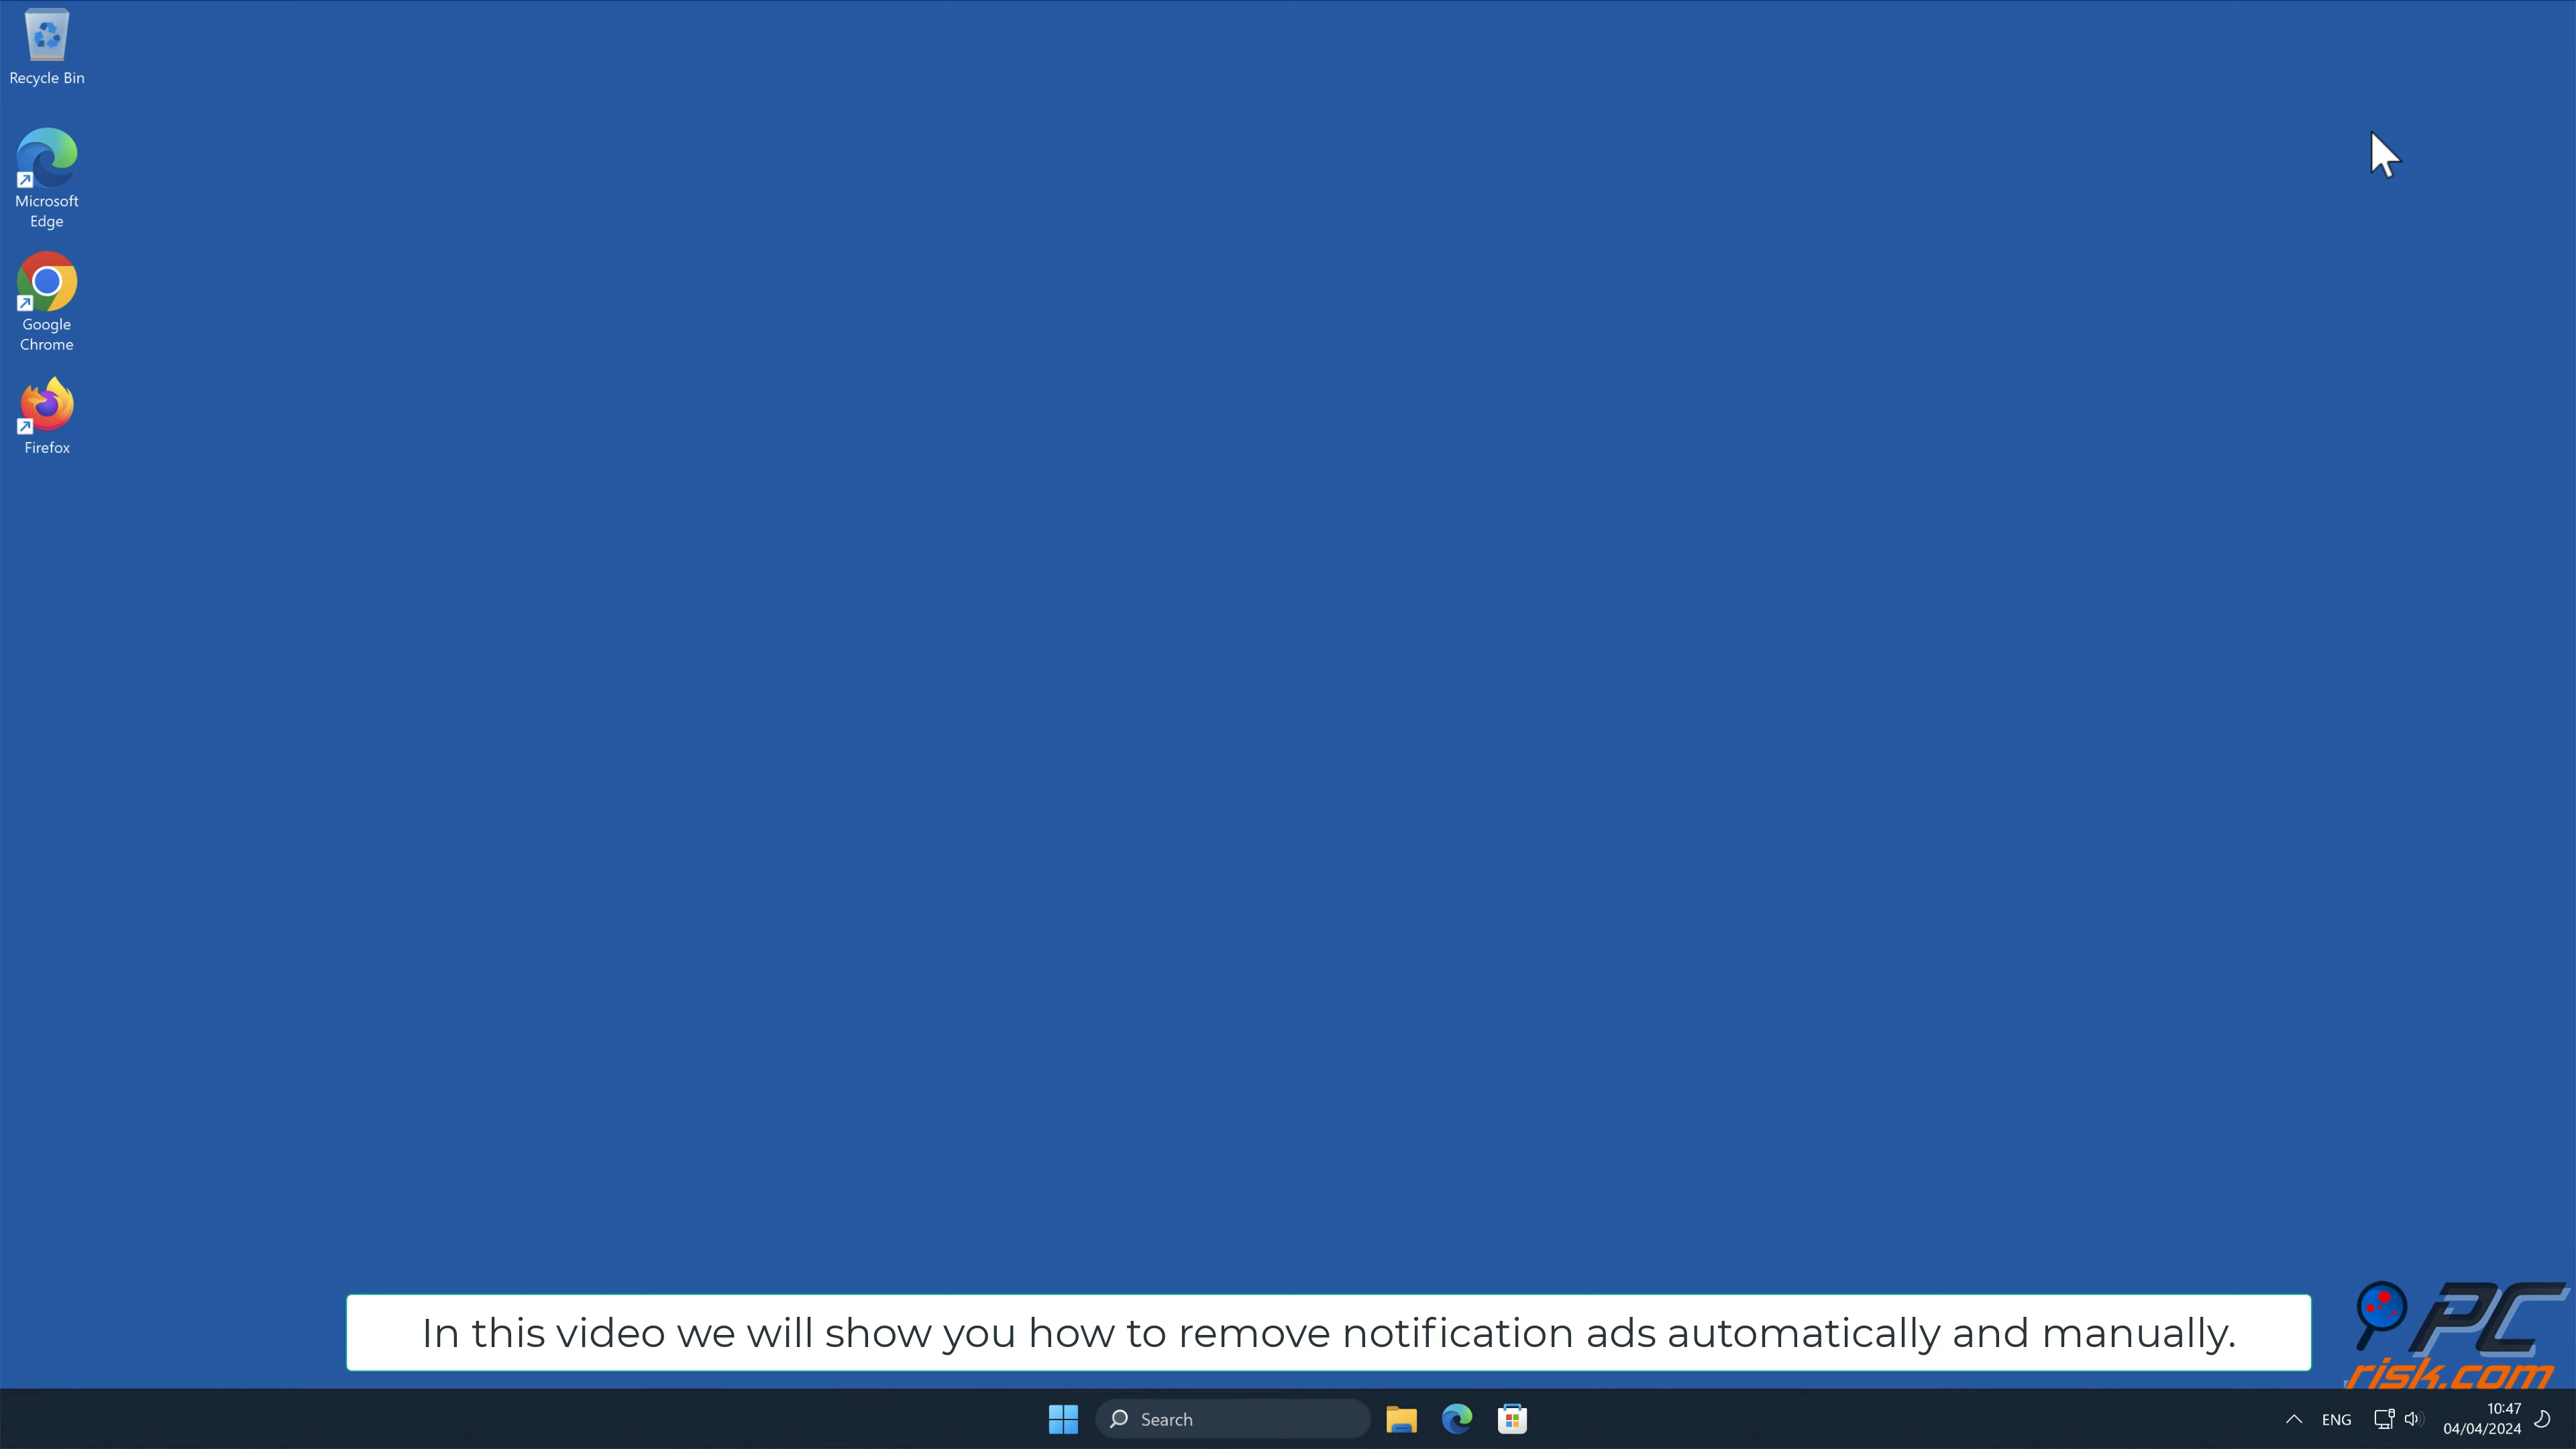 Recycle Bin
Microsoft
Edge
Google
Chrome
Firefox
In this video we will show you how to remove notification ads automatically and manually.
PC
risk.com
Search
ENG
10:47
04/04/2024